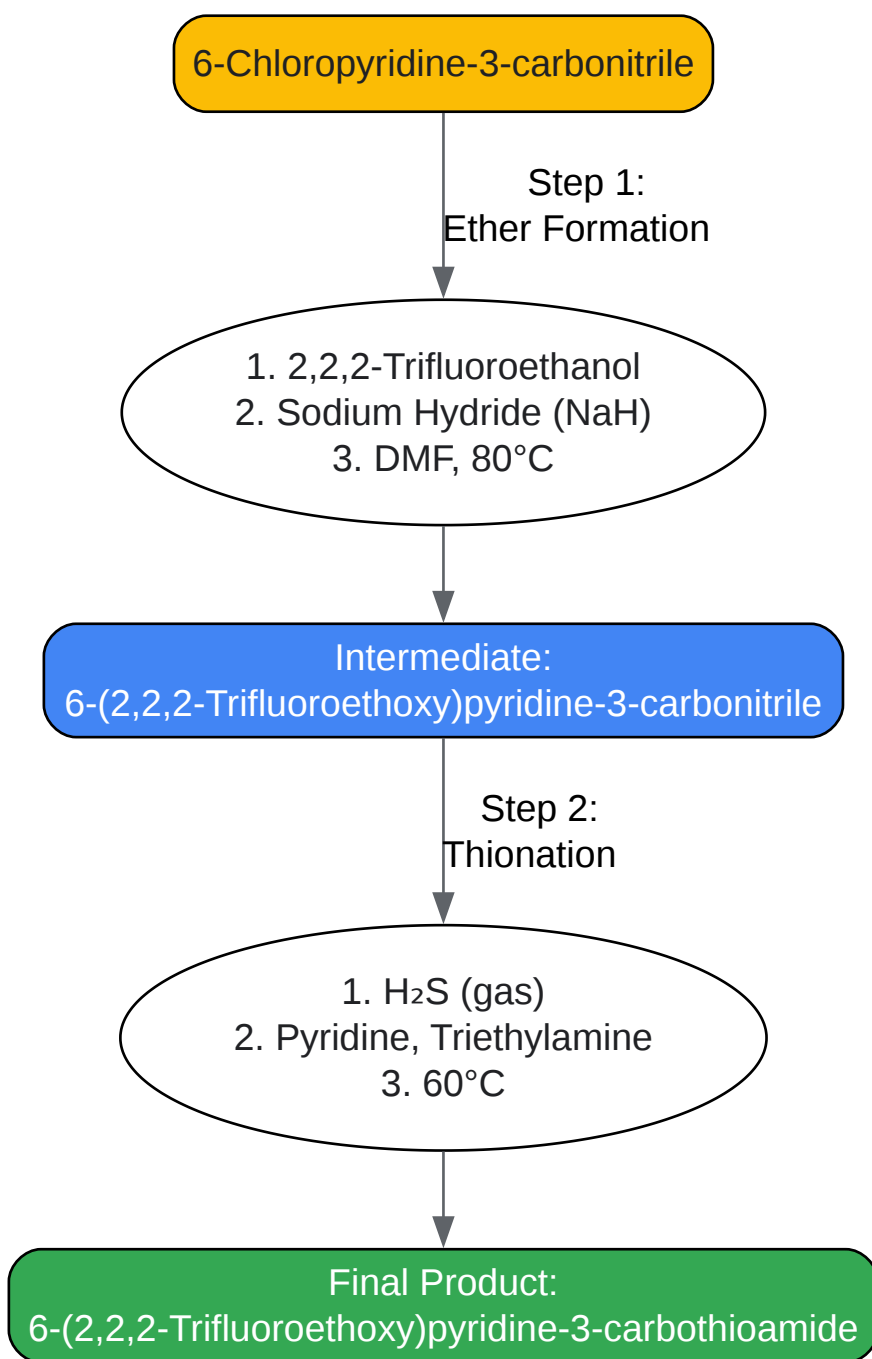 6-Chloropyridine-3-carbonitrile
Step 1:
Ether Formation
1. 2,2,2-Trifluoroethanol
2. Sodium Hydride (NaH)
3. DMF, 80°C
Intermediate:
6-(2,2,2-Trifluoroethoxy)pyridine-3-carbonitrile
Step 2:
Thionation
1. H₂S (gas)
2. Pyridine, Triethylamine
3. 60°C
Final Product:
6-(2,2,2-Trifluoroethoxy)pyridine-3-carbothioamide